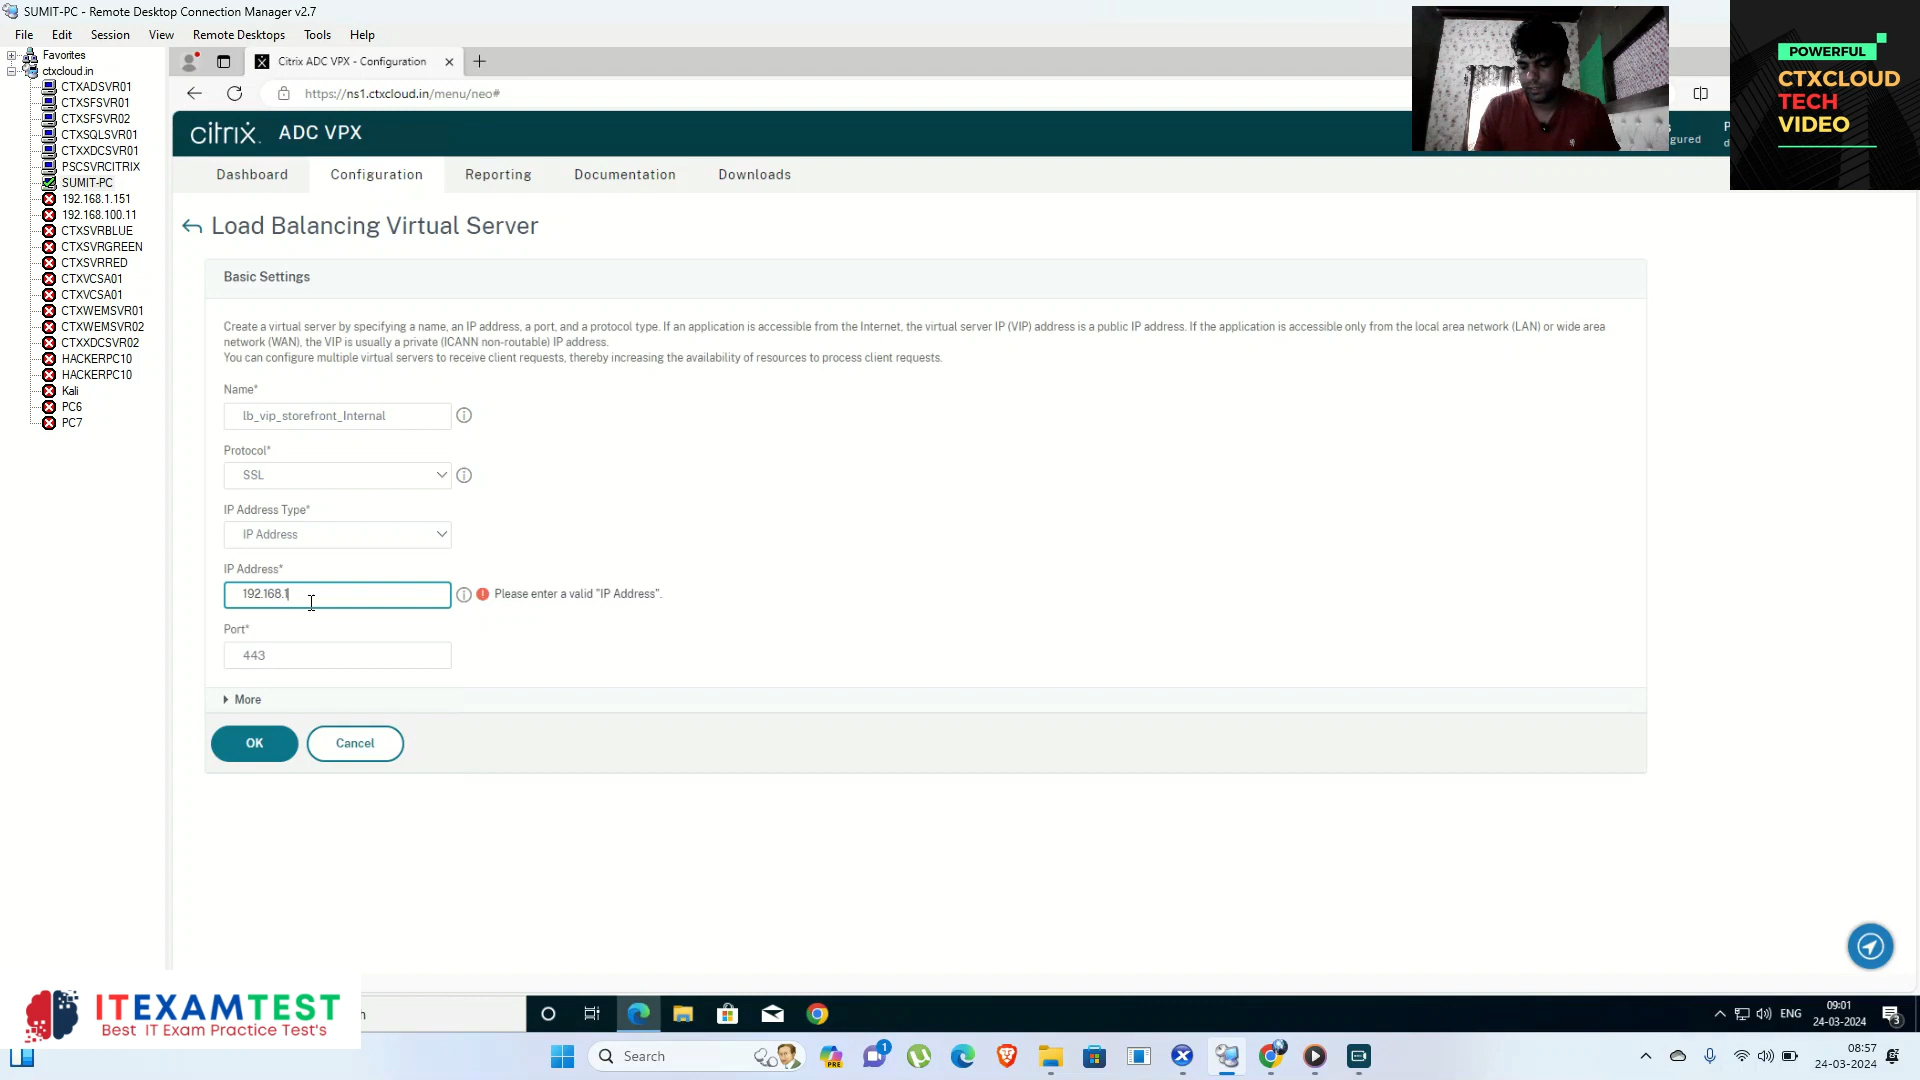 SUMIT-PC - Remote Desktop Connection Manager v2.7
File Edit Session View Remote Desktops Tools Help
Favorites
ctxcloud.in
CTXADSVR01
CTXSFSVR01
CTXSFSVR02
CTXSQLSVR01
CTXXDCSVR01
PSCSVRCITRIX
SUMIT-PC
192.168.1.151
192.168.100.11
CTXSVRBLUE
CTXSVRGREEN
CTXSVRRED
CTXVCSA01
CTXVCSA01
CTXWEMSVR01
CTXWEMSVR02
CTXXDCSVR02
HACKERPC10
HACKERPC10
Kali
PC6
PC7
Citrix ADC VPX - Configuration
https://ns1.ctxcloud.in/menu/neo#
citrix. ADC VPX
gured
Dashboard Configuration Reporting Documentation Downloads
Load Balancing Virtual Server
Basic Settings
Create a virtual server by specifying a name, an IP address, a port, and a protocol type. If an application is accessible from the Internet, the virtual server IP (VIP) address is a public IP address. If the application is accessible only from the local area network (LAN) or wide area
network (WAN), the VIP is usually a private (ICANN non-routable) IP address.
You can configure multiple virtual servers to receive client requests, thereby increasing the availability of resources to process client requests.
Name*
lb_vip_storefront_Internal
Protocol*
SSL
IP Address Type*
IP Address
IP Address*
192.168.1
Please enter a valid "IP Address".
Port*
443
More
OK Cancel
POWERFUL
CTXCLOUD
TECH
VIDEO
ITEXAMTEST
Best IT Exam Practice Test's
h
ENG
09:01
24-03-2024
3
Search
PRE
1
08:57
24-03-2024